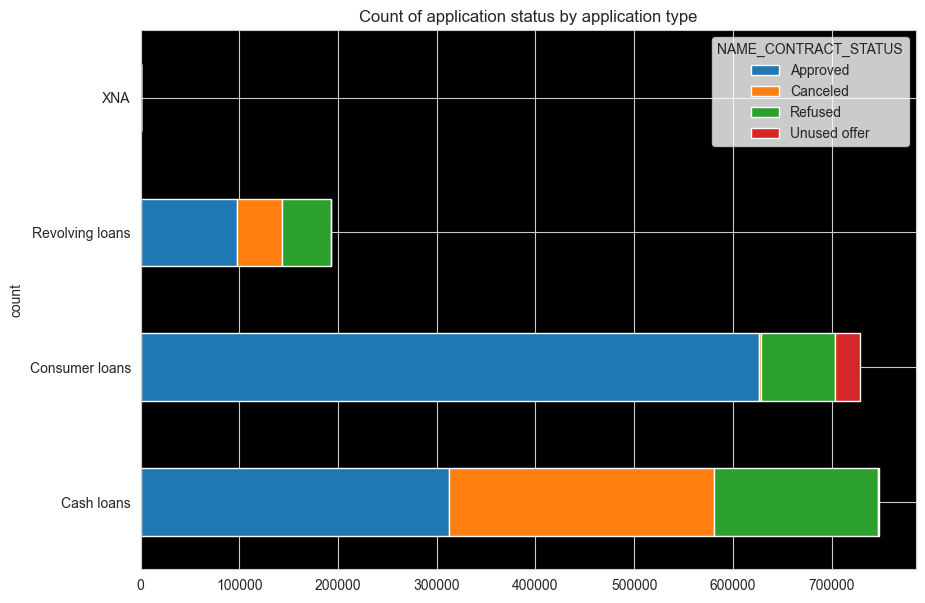 Count of application status by application type
NAME_CONTRACT_STATUS
Approved
Canceled
Refused
Unused offer
XNA
Revolving loans
Consumer loans
Cash loans
count
0 100000 200000 300000 400000 500000 600000 700000